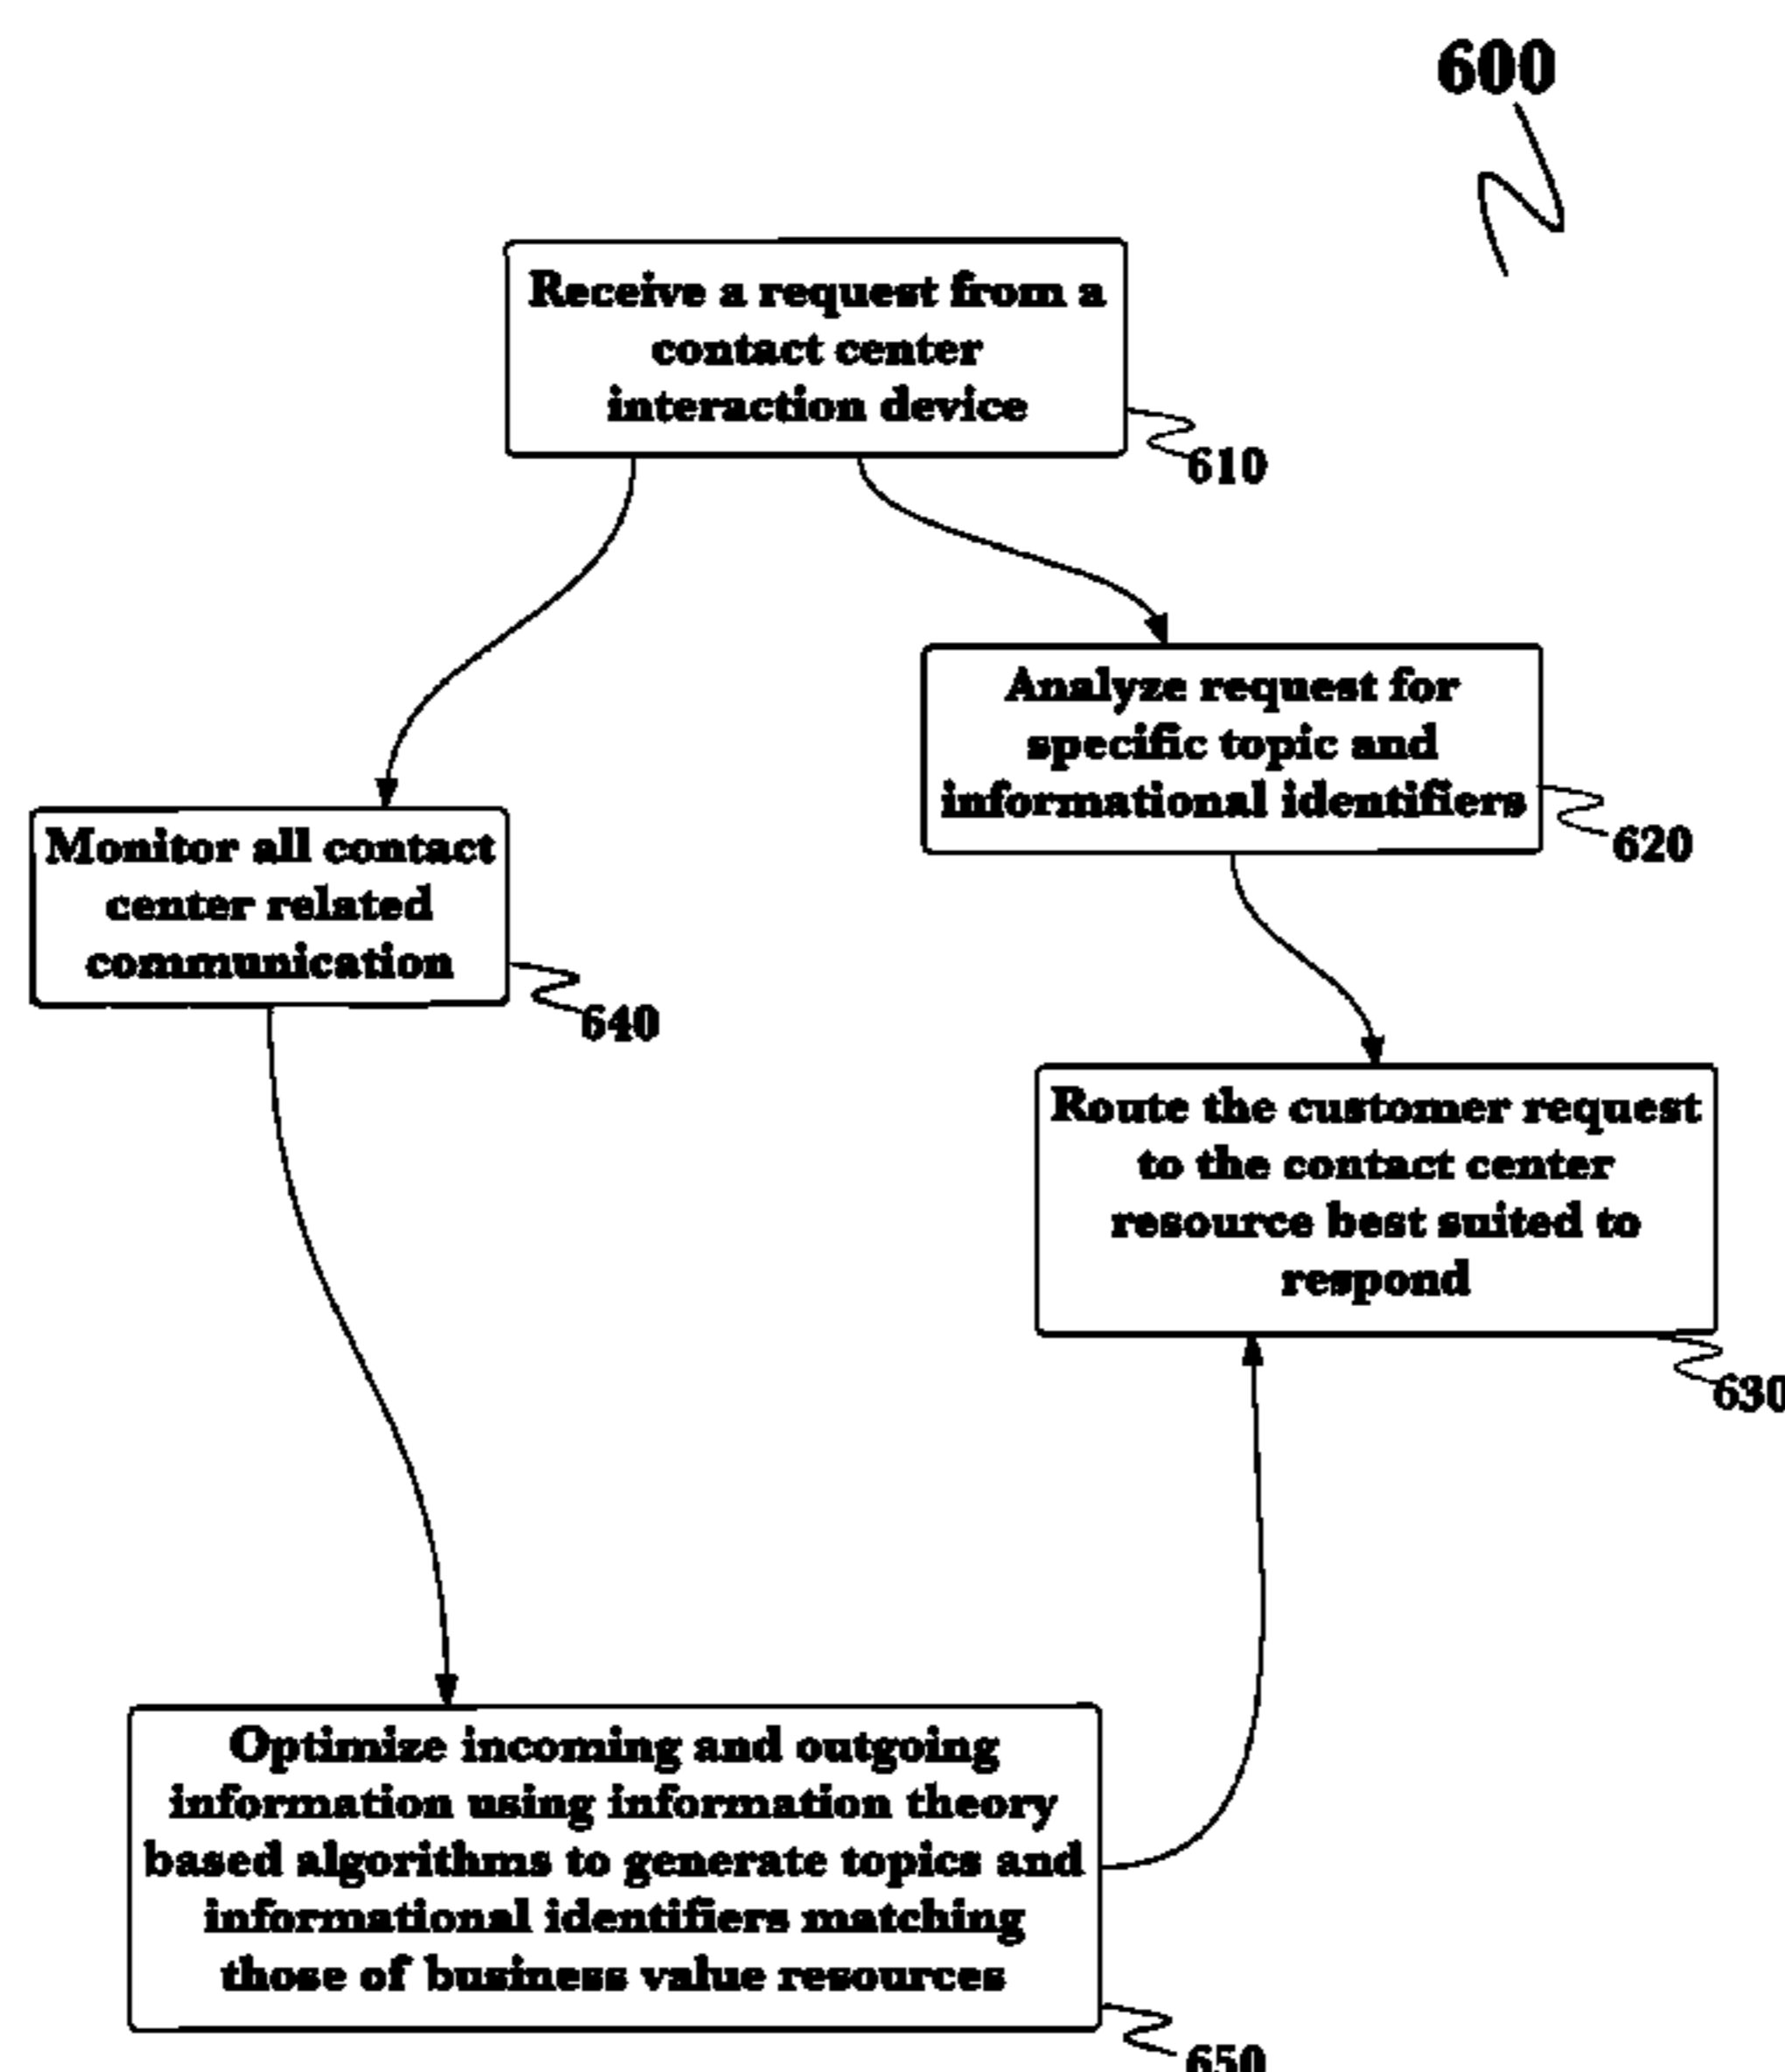 600
Receive a request from a
contact center
interaction device
610
Analyze request for
specific topic and
informational identifiers
620
Monitor all contact
center related
communication
640
Route the customer request
to the contact center
resource best suited to
respond
630
Optimize incoming and outgoing
information using information theory
based algorithms to generate topics and
informational identifiers matching
those of business value resources
650